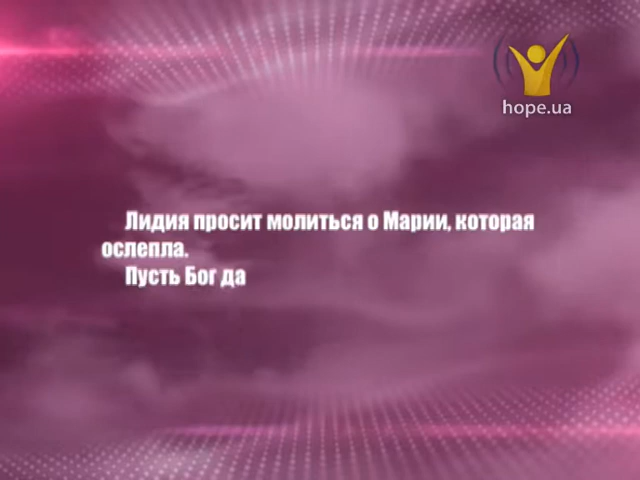 hope.ua
Лидия просит молиться о Марии, которая
ослепла.
Пусть Бог да